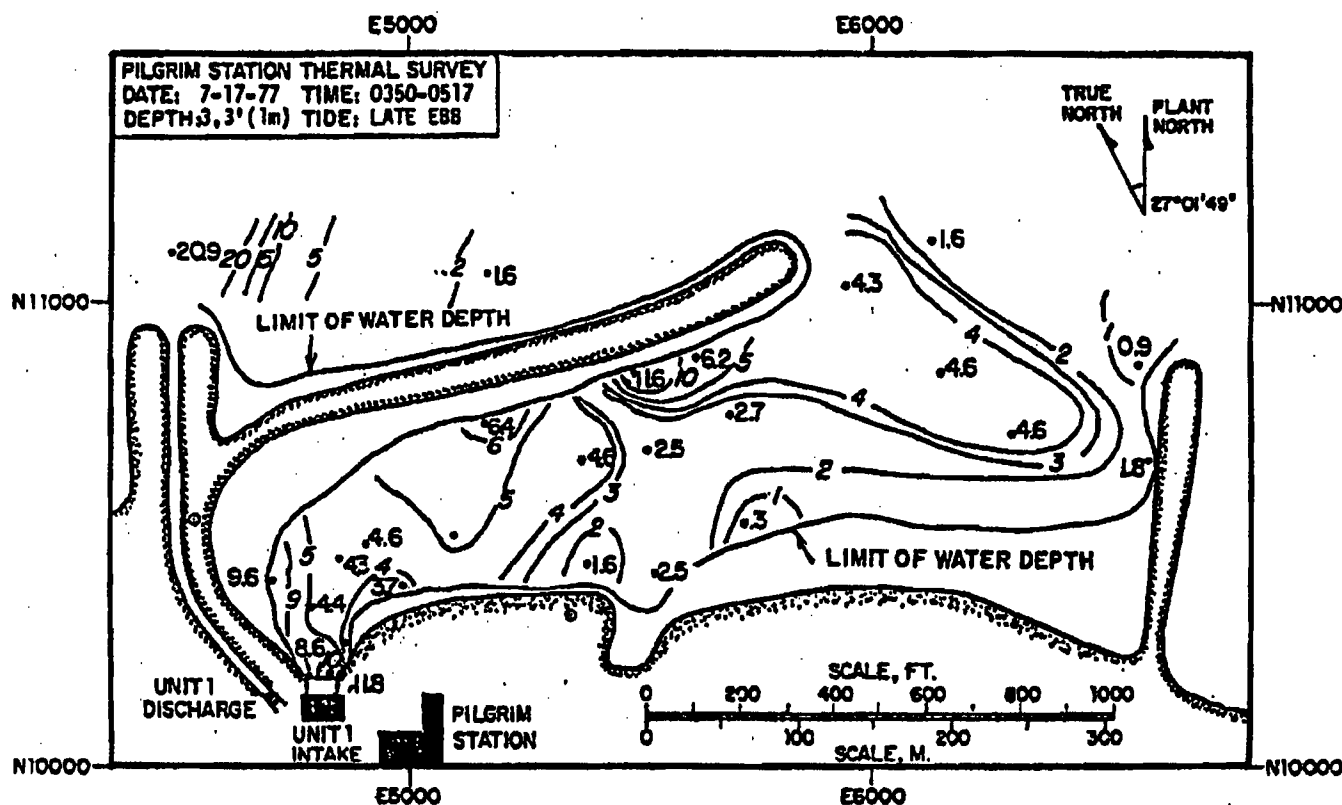 E5000
E6000
PILGRIM STATION THERMAL SURVEY
DATE: 7-17-77 TIME: 0350-0517
DEPTH: 3.3' (1m) TIDE: LATE EBB
TRUE NORTH
PLANT NORTH
27°01'49"
20.9
20
5
10
5
2
1.6
1.6
4.3
N11000
N11000
LIMIT OF WATER DEPTH
4
2
0.9
11.6
10
6.2
5
4.6
6.4
6
2.7
4
4.6
4.6
2.5
3
1.8
5
3
2
4
2
1
.3
4.6
4.3
4
3.7
1.6
2.5
LIMIT OF WATER DEPTH
9.6
9
5
4.4
8.6
11.8
UNIT 1
DISCHARGE
UNIT 1
INTAKE
PILGRIM
STATION
SCALE, FT.
0 200 400 600 800 1000
0 100 200 300
SCALE, M.
N10000
N10000
E5000
E6000